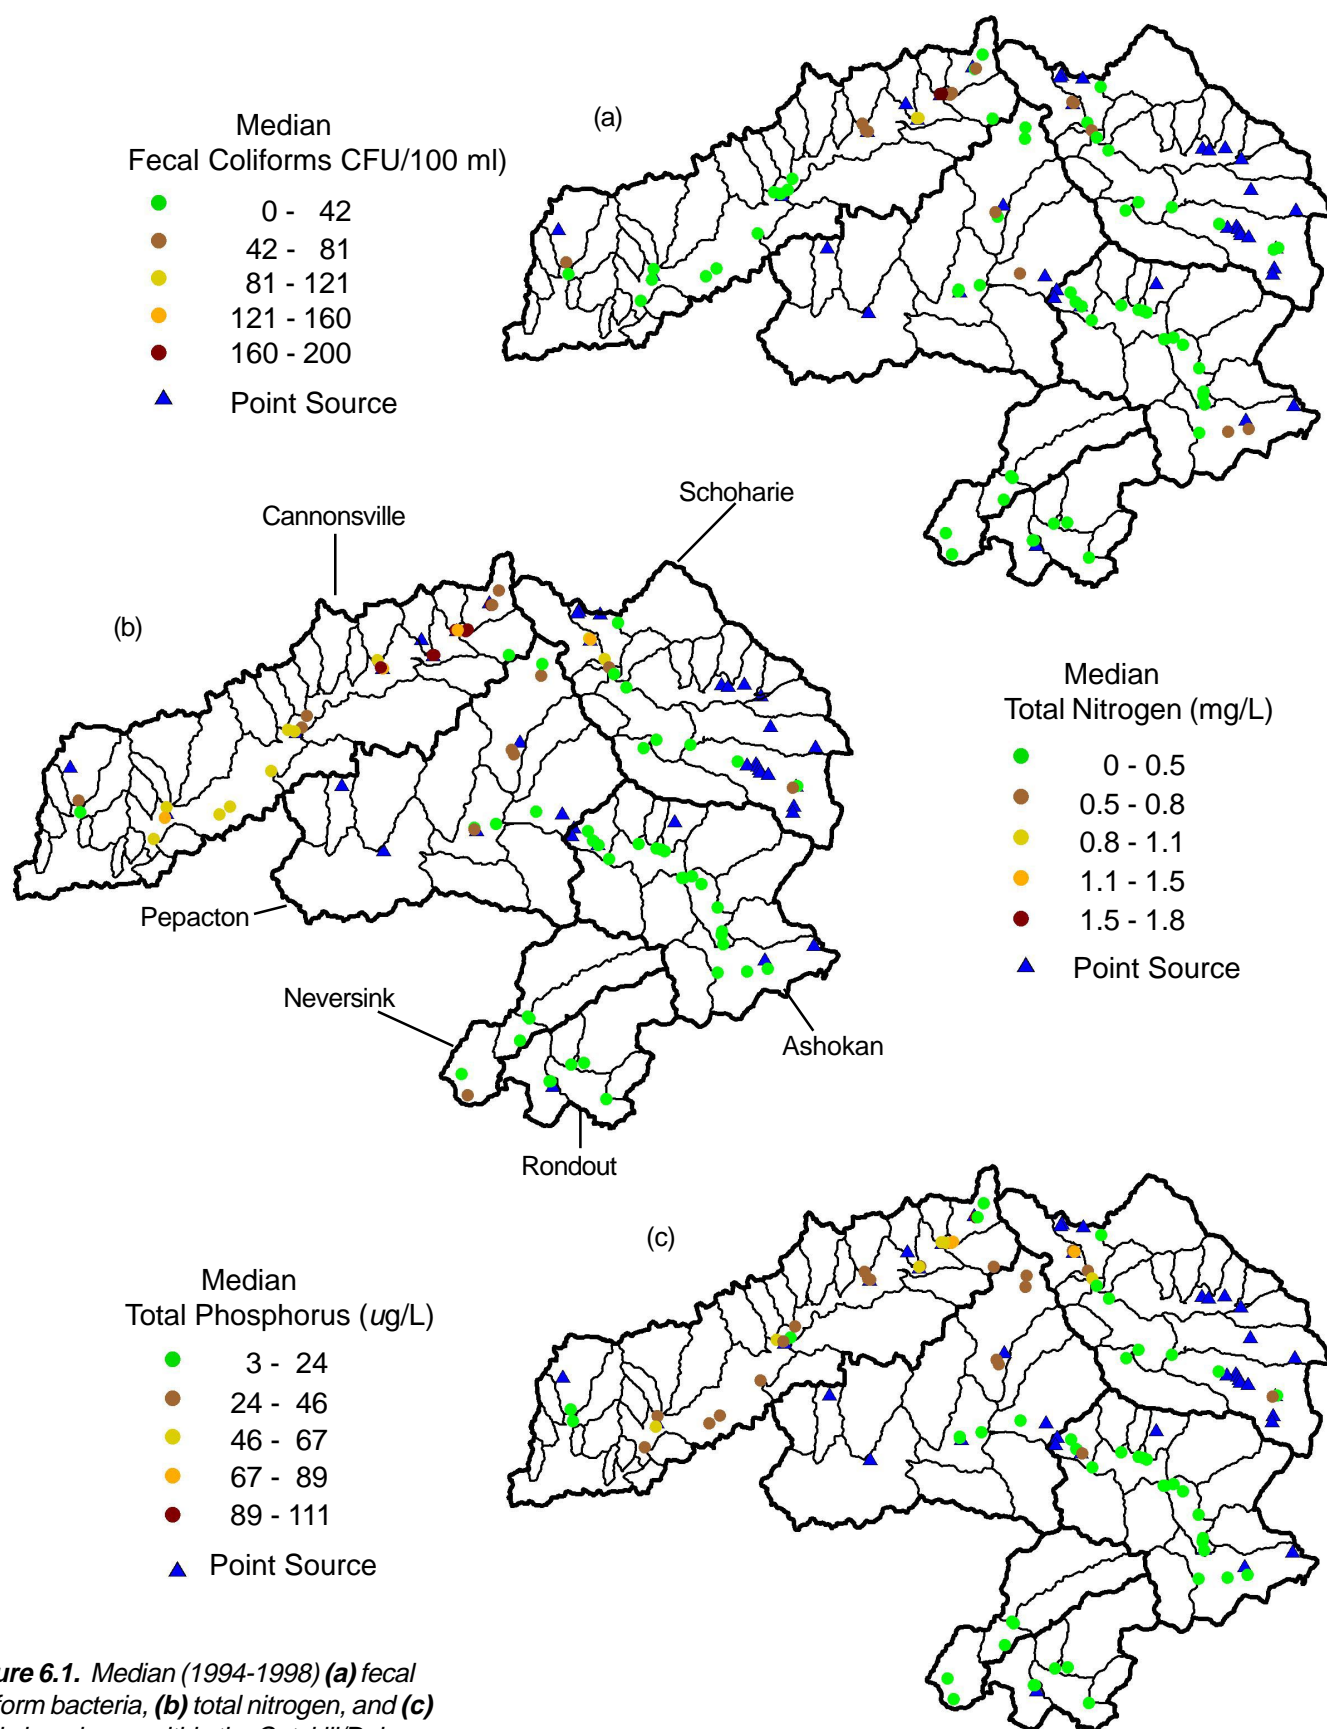 (a)
Median
Fecal Coliforms CFU/100 ml)
0 - 42
42 - 81
81 - 121
121 - 160
160 - 200
Point Source
Schoharie
Cannonsville
(b)
Median
Total Nitrogen (mg/L)
0 - 0.5
0.5 - 0.8
0.8 - 1.1
1.1 - 1.5
1.5 - 1.8
Point Source
Pepacton
Neversink
Ashokan
Rondout
(c)
Median
Total Phosphorus (ug/L)
3 - 24
24 - 46
46 - 67
67 - 89
89 - 111
Point Source
ure 6.1. Median (1994-1998) (a) fecal
form bacteria, (b) total nitrogen, and (c)